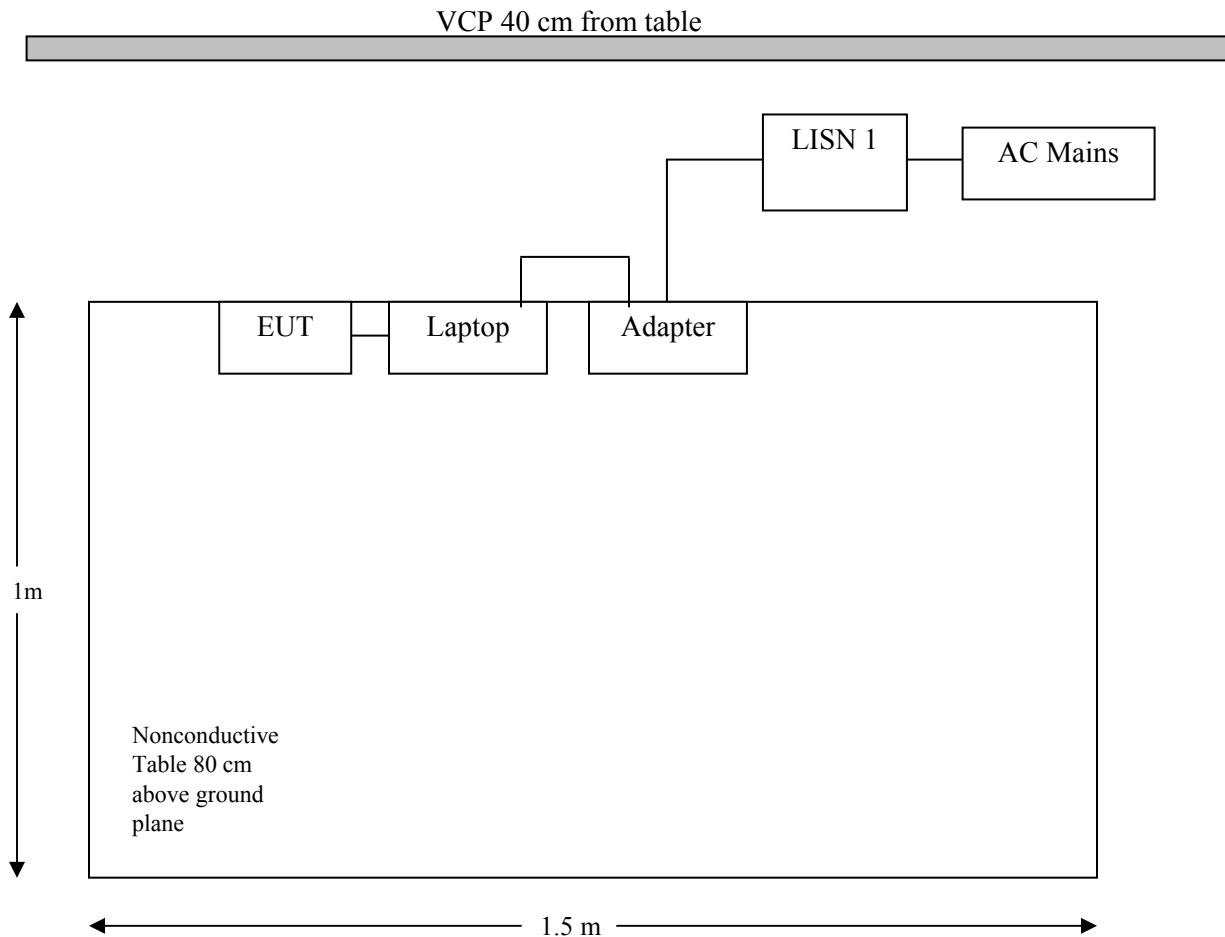 VCP 40 cm from table
LISN 1
AC Mains
EUT
Laptop
Adapter
1m
Nonconductive
Table 80 cm
above ground
plane
1.5 m